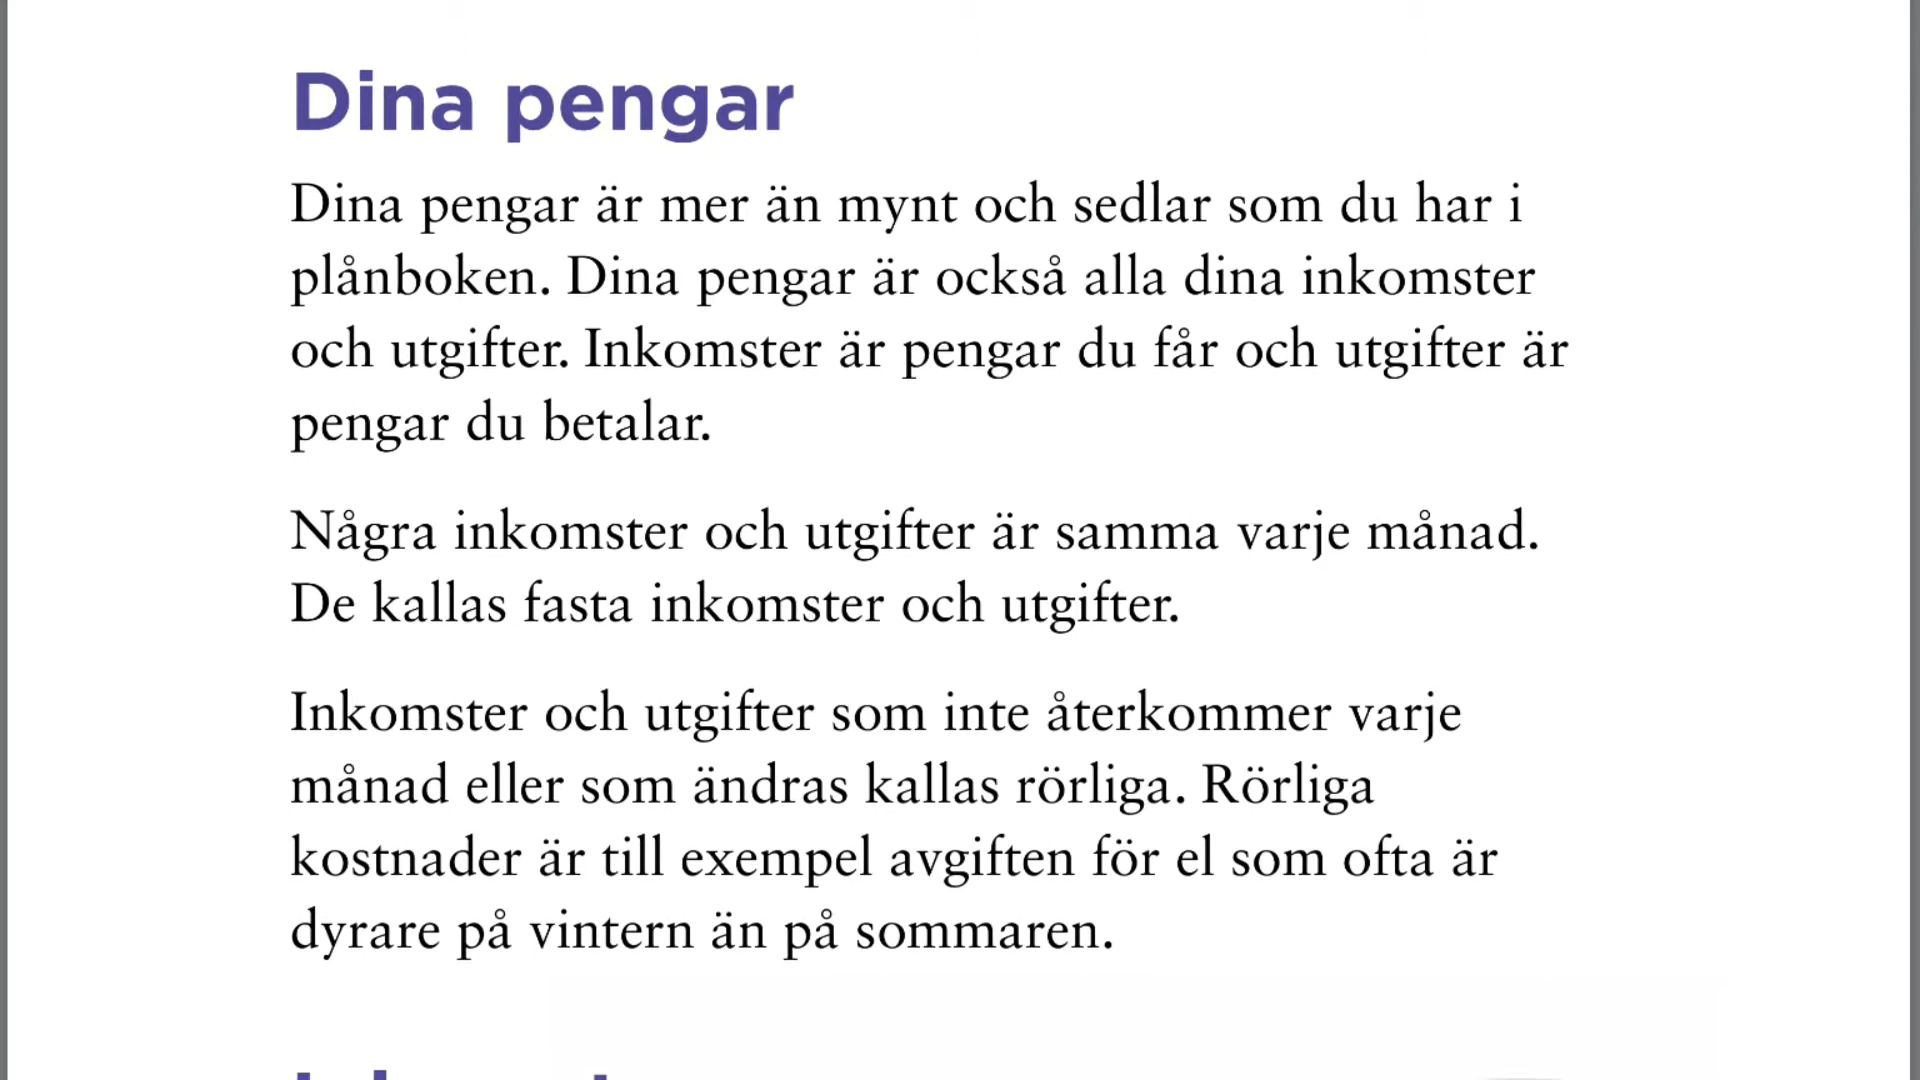 Dina pengar
Dina pengar är mer än mynt och sedlar som du har i
plånboken. Dina pengar är också alla dina inkomster
och utgifter. Inkomster är pengar du får och utgifter är
pengar du betalar.
Några inkomster och utgifter är samma varje månad.
De kallas fasta inkomster och utgifter.
Inkomster och utgifter som inte återkommer varje
månad eller som ändras kallas rörliga. Rörliga
kostnader är till exempel avgiften för el som ofta är
dyrare på vintern än på sommaren.